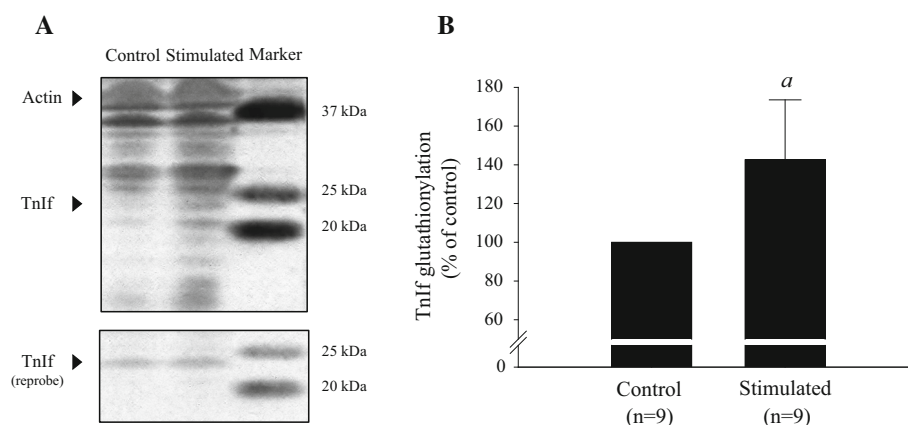 A
Control Stimulated Marker
Actin
37 kDa
TnIf
25 kDa
20 kDa
TnIf
(reprobe)
25 kDa
20 kDa
B
TnIf glutathionylation
(% of control)
180
160
140
120
100
80
60
0
a
Control
(n=9)
Stimulated
(n=9)